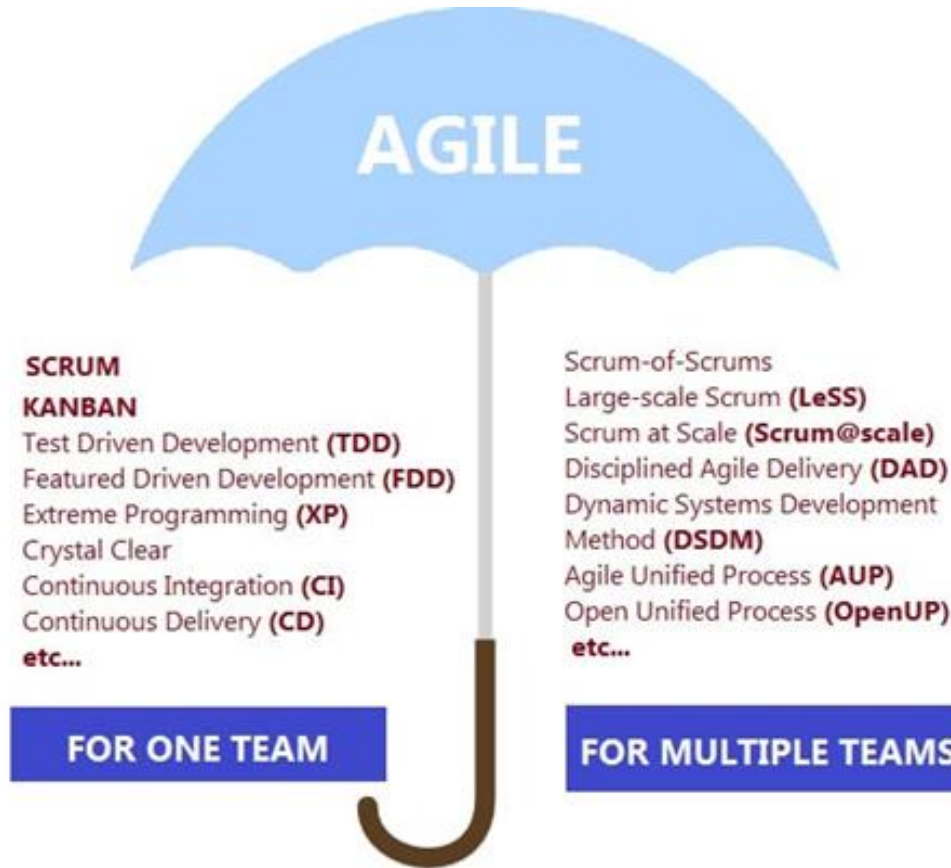 AGILE
SCRUM
KANBAN
Test Driven Development (TDD)
Featured Driven Development (FDD)
Extreme Programming (XP)
Crystal Clear
Continuous Integration (CI)
Continuous Delivery (CD)
etc...
FOR ONE TEAM
Scrum-of-Scrums
Large-scale Scrum (LeSS)
Scrum at Scale (Scrum@scale)
Disciplined Agile Delivery (DAD)
Dynamic Systems Development
Method (DSDM)
Agile Unified Process (AUP)
Open Unified Process (OpenUP)
etc...
FOR MULTIPLE TEAMS